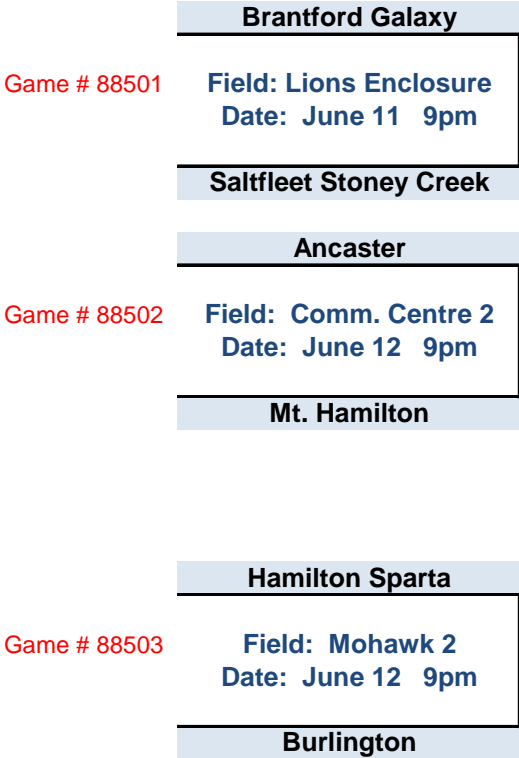 Brantford Galaxy
Game # 88501
Field: Lions Enclosure
Date: June 11 9pm
Saltfleet Stoney Creek
Ancaster
Game # 88502
Field: Comm. Centre 2
Date: June 12 9pm
Mt. Hamilton
Hamilton Sparta
Game # 88503
Field: Mohawk 2
Date: June 12 9pm
Burlington